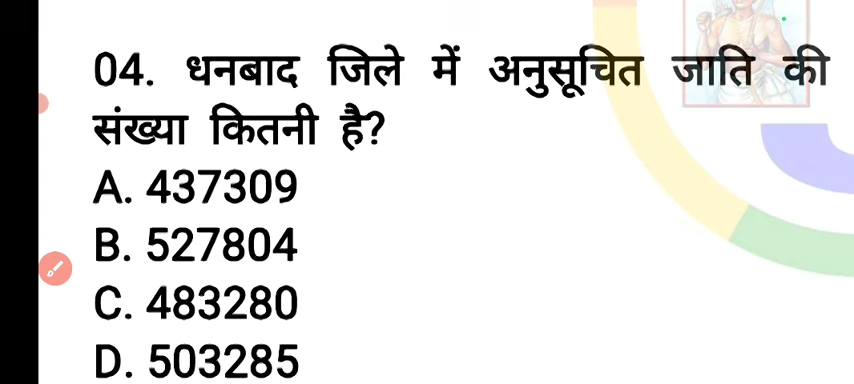 04. धनबाद जिले में अनुसूचित जाति की
संख्या कितनी है?
A. 437309
B. 527804
C. 483280
D. 503285